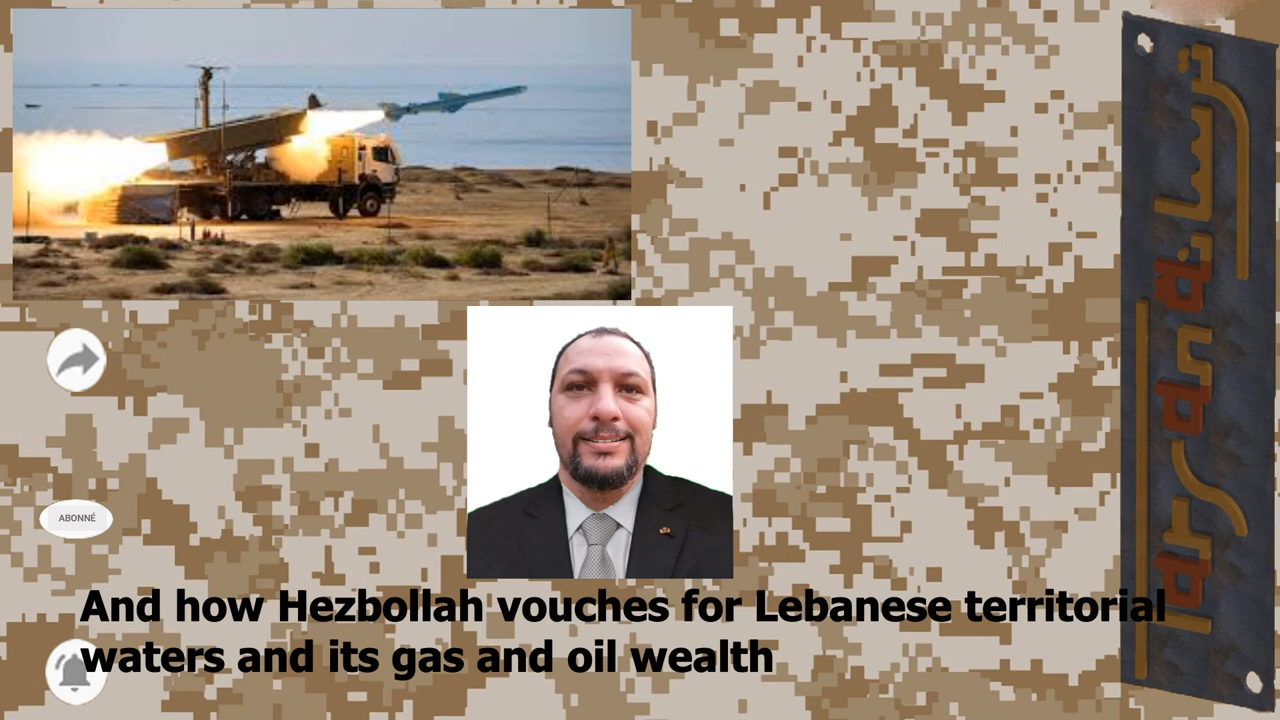 ABONNÉ
And how Hezbollah vouches for Lebanese territorial
waters and its gas and oil wealth